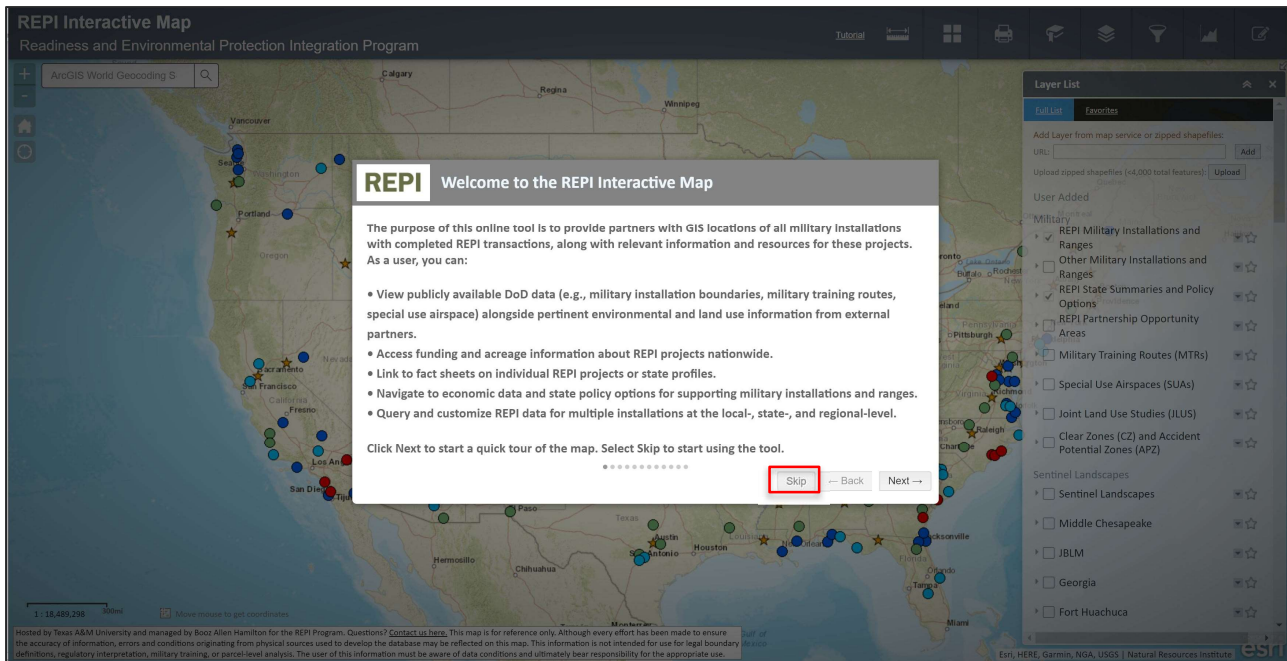 REPI Interactive Map
Readiness and Environmental Protection Integration Program
Tutorial
ArcGIS World Geocoding S
Calgary
Regina
Winnipeg
Vancouver
Washington
Portland
Oregon
REPI Welcome to the REPI Interactive Map
The purpose of this online tool is to provide partners with GIS locations of all military installations
with completed REPI transactions, along with relevant information and resources for these projects.
As a user, you can:
• View publicly available DoD data (e.g., military installation boundaries, military training routes,
special use airspace) alongside pertinent environmental and land use information from external
partners.
• Access funding and acreage information about REPI projects nationwide.
• Link to fact sheets on individual REPI projects or state profiles.
• Navigate to economic data and state policy options for supporting military installations and ranges.
• Query and customize REPI data for multiple installations at the local-, state-, and regional-level.
Click Next to start a quick tour of the map. Select Skip to start using the tool.
Skip
← Back
Next →
San Francisco
California
Fresno
Los An
San Die
Buffalo
Pittsburgh
Raleigh
Layer List
Full List
Favorites
Add Layer from map service or zipped shapefiles:
URL:
Add
Upload zipped shapefiles (<4,000 total features):
Upload
User Added
Military
REPI Military Installations and
Ranges
Other Military Installations and
Ranges
REPI State Summaries and Policy
Options
REPI Partnership Opportunity
Areas
Military Training Routes (MTRs)
Special Use Airspaces (SUAs)
Joint Land Use Studies (JLUS)
Clear Zones (CZ) and Accident
Potential Zones (APZ)
Sentinel Landscapes
Sentinel Landscapes
Middle Chesapeake
JBLM
Georgia
Fort Huachuca
El Paso
Texas
Austin
San Antonio
Houston
Louisiana
Hermosillo
Chihuahua
Monterrey
Florida
Orlando
Tampa
Miami
1 : 18,489,298
300mi
Move mouse to get coordinates
Hosted by Texas A&M University and managed by Booz Allen Hamilton for the REPI Program. Questions? Contact us here. This map is for reference only. Although every effort has been made to ensure
the accuracy of information, errors and conditions originating from physical sources used to develop the database may be reflected on this map. This information is not intended for use for legal boundary
definitions, regulatory interpretation, military training, or parcel-level analysis. The user of this information must be aware of data conditions and ultimately bear responsibility for the appropriate use.
Esri, HERE, Garmin, NGA, USGS | Natural Resources Institute
esri